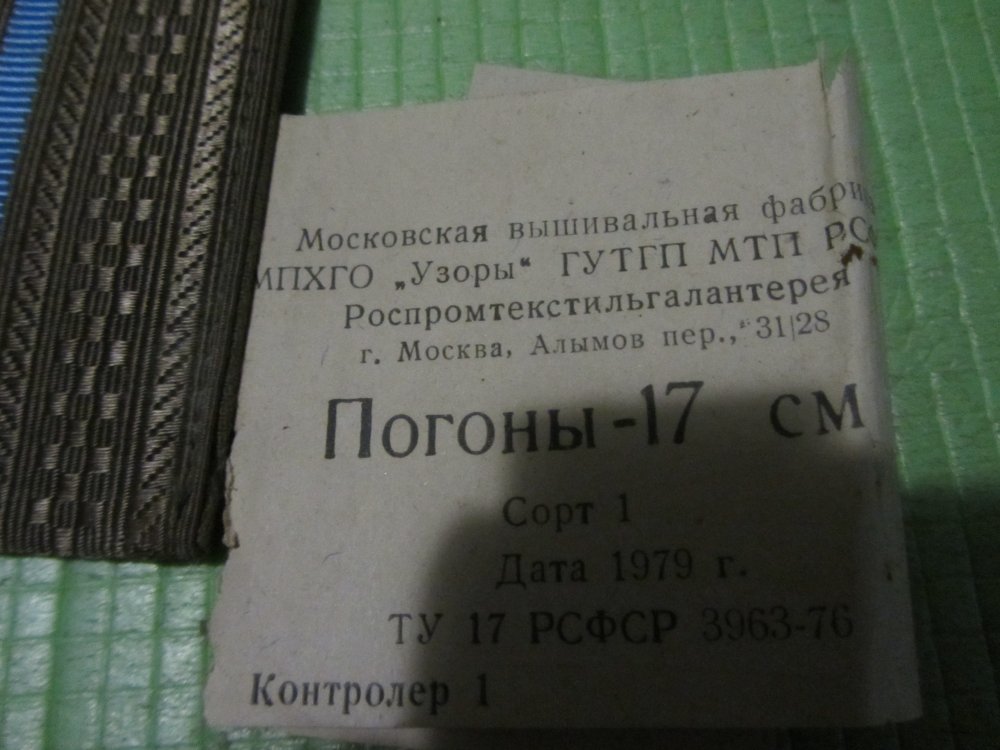 Московская вышивальная
МПХГО „Узоры“ ГУТГП МТП
Роспромтекстильгалантерея
г. Москва, Алымов пер., 31|28
Погоны-17 см
Сорт 1
Дата 1979 г.
ТУ 17 РСФСР 3963-76
Контролер 1